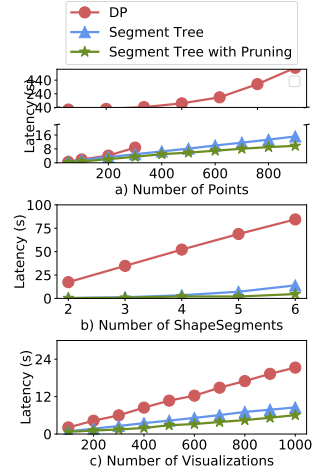 DP
Segment Tree
Segment Tree with Pruning
440
240
40
Latency(s)
16
8
0
200 400 600 800
a) Number of Points
100
75
50
25
0
Latency (s)
2 3 4 5 6
b) Number of ShapeSegments
24
12
0
Latency (s)
200 400 600 800 1000
c) Number of Visualizations